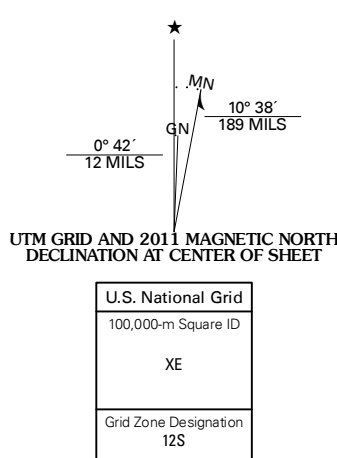 ★
MN
10° 38´
189 MILS
GN
0° 42´
12 MILS
UTM GRID AND 2011 MAGNETIC NORTH
DECLINATION AT CENTER OF SHEET
U.S. National Grid
100,000-m Square ID
XE
Grid Zone Designation
12S